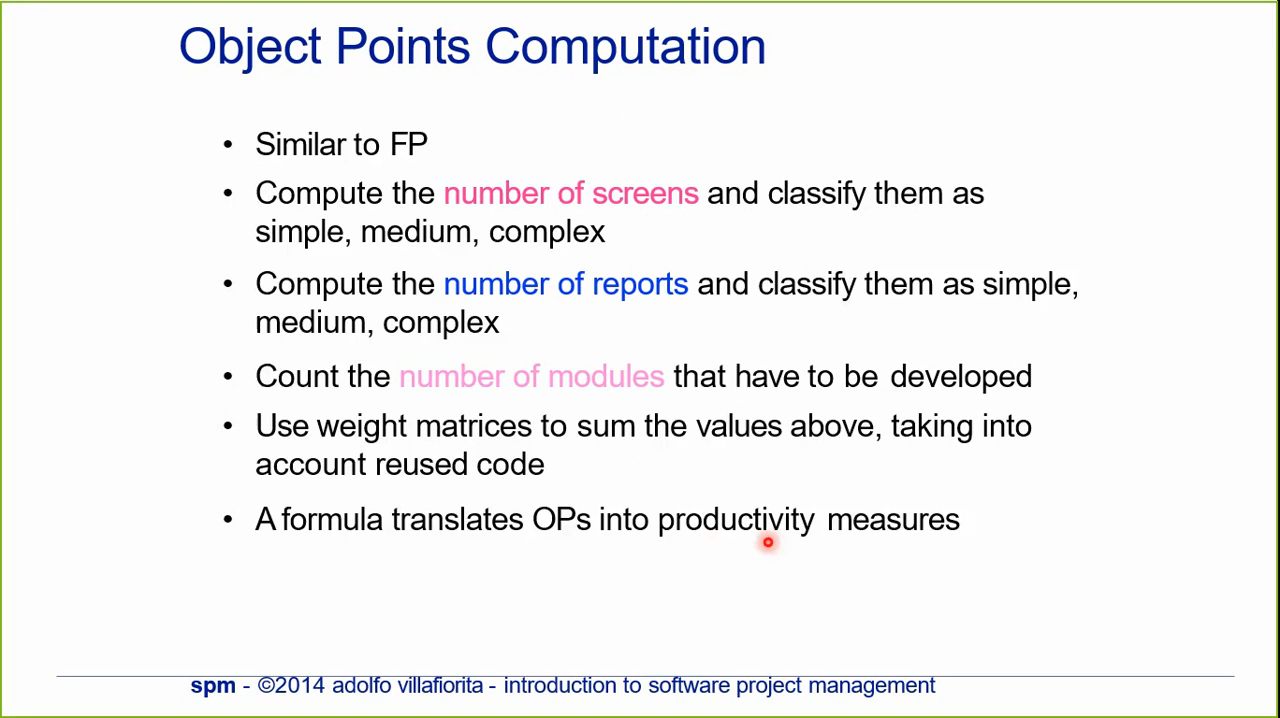 Object Points Computation
• Similar to FP
• Compute the number of screens and classify them as
simple, medium, complex
• Compute the number of reports and classify them as simple,
medium, complex
• Count the number of modules that have to be developed
• Use weight matrices to sum the values above, taking into
account reused code
• A formula translates OPs into productivity measures
spm - ©2014 adolfo villafiorita - introduction to software project management